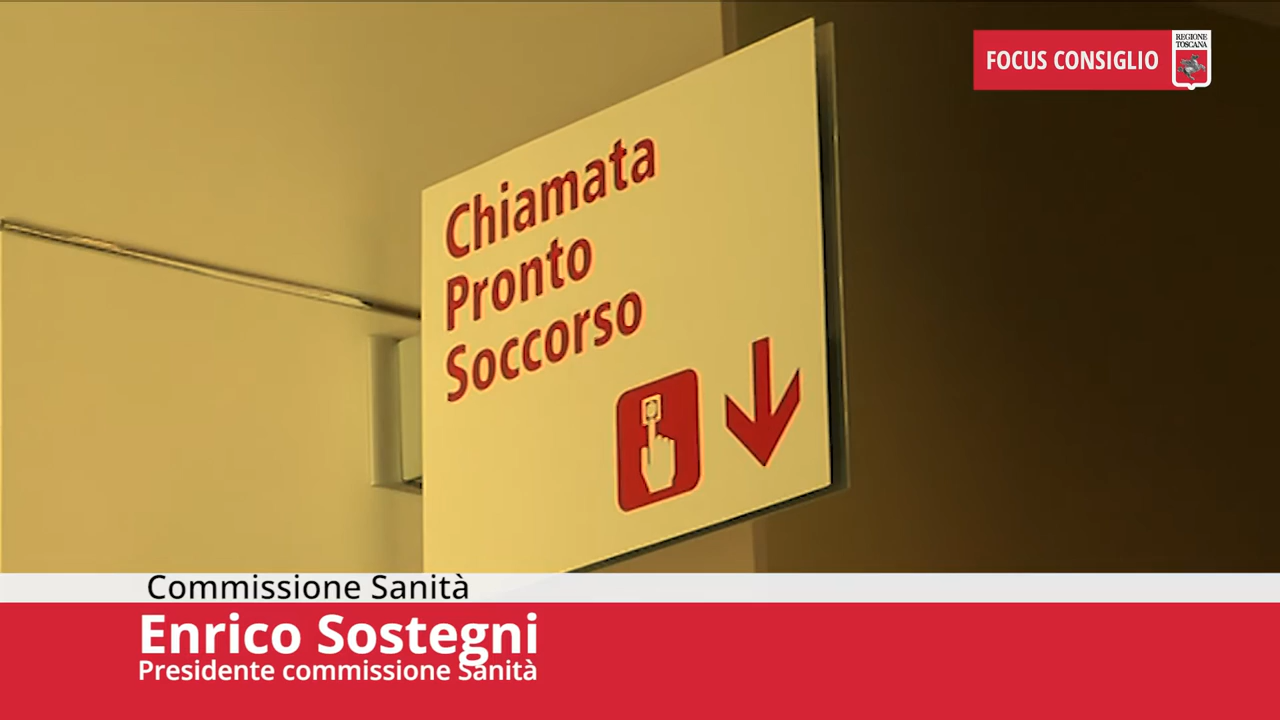 FOCUS CONSIGLIO
REGIONE
TOSCANA
Chiamata
Pronto
Soccorso
Commissione Sanità
Enrico Sostegni
Presidente commissione Sanità